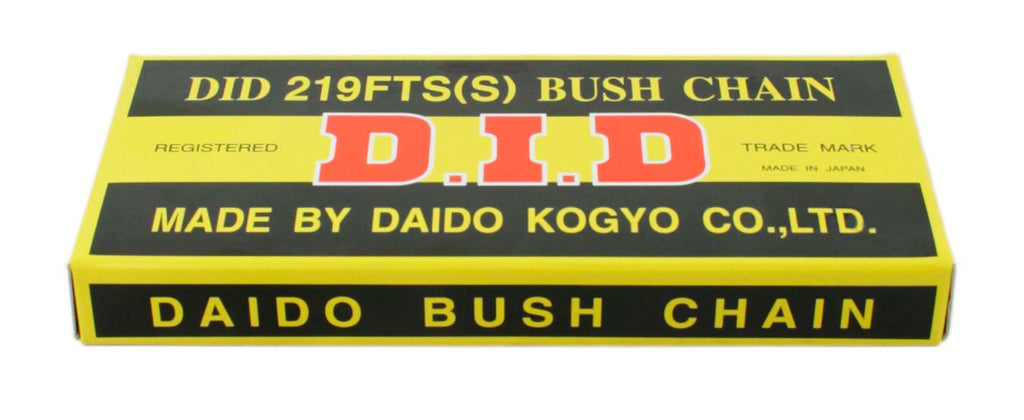 DID 219FTS(S) BUSH CHAIN
REGISTERED D.I.D TRADE MARK
MADE IN JAPAN
MADE BY DAIDO KOGYO CO.,LTD.
DAIDO BUSH CHAIN